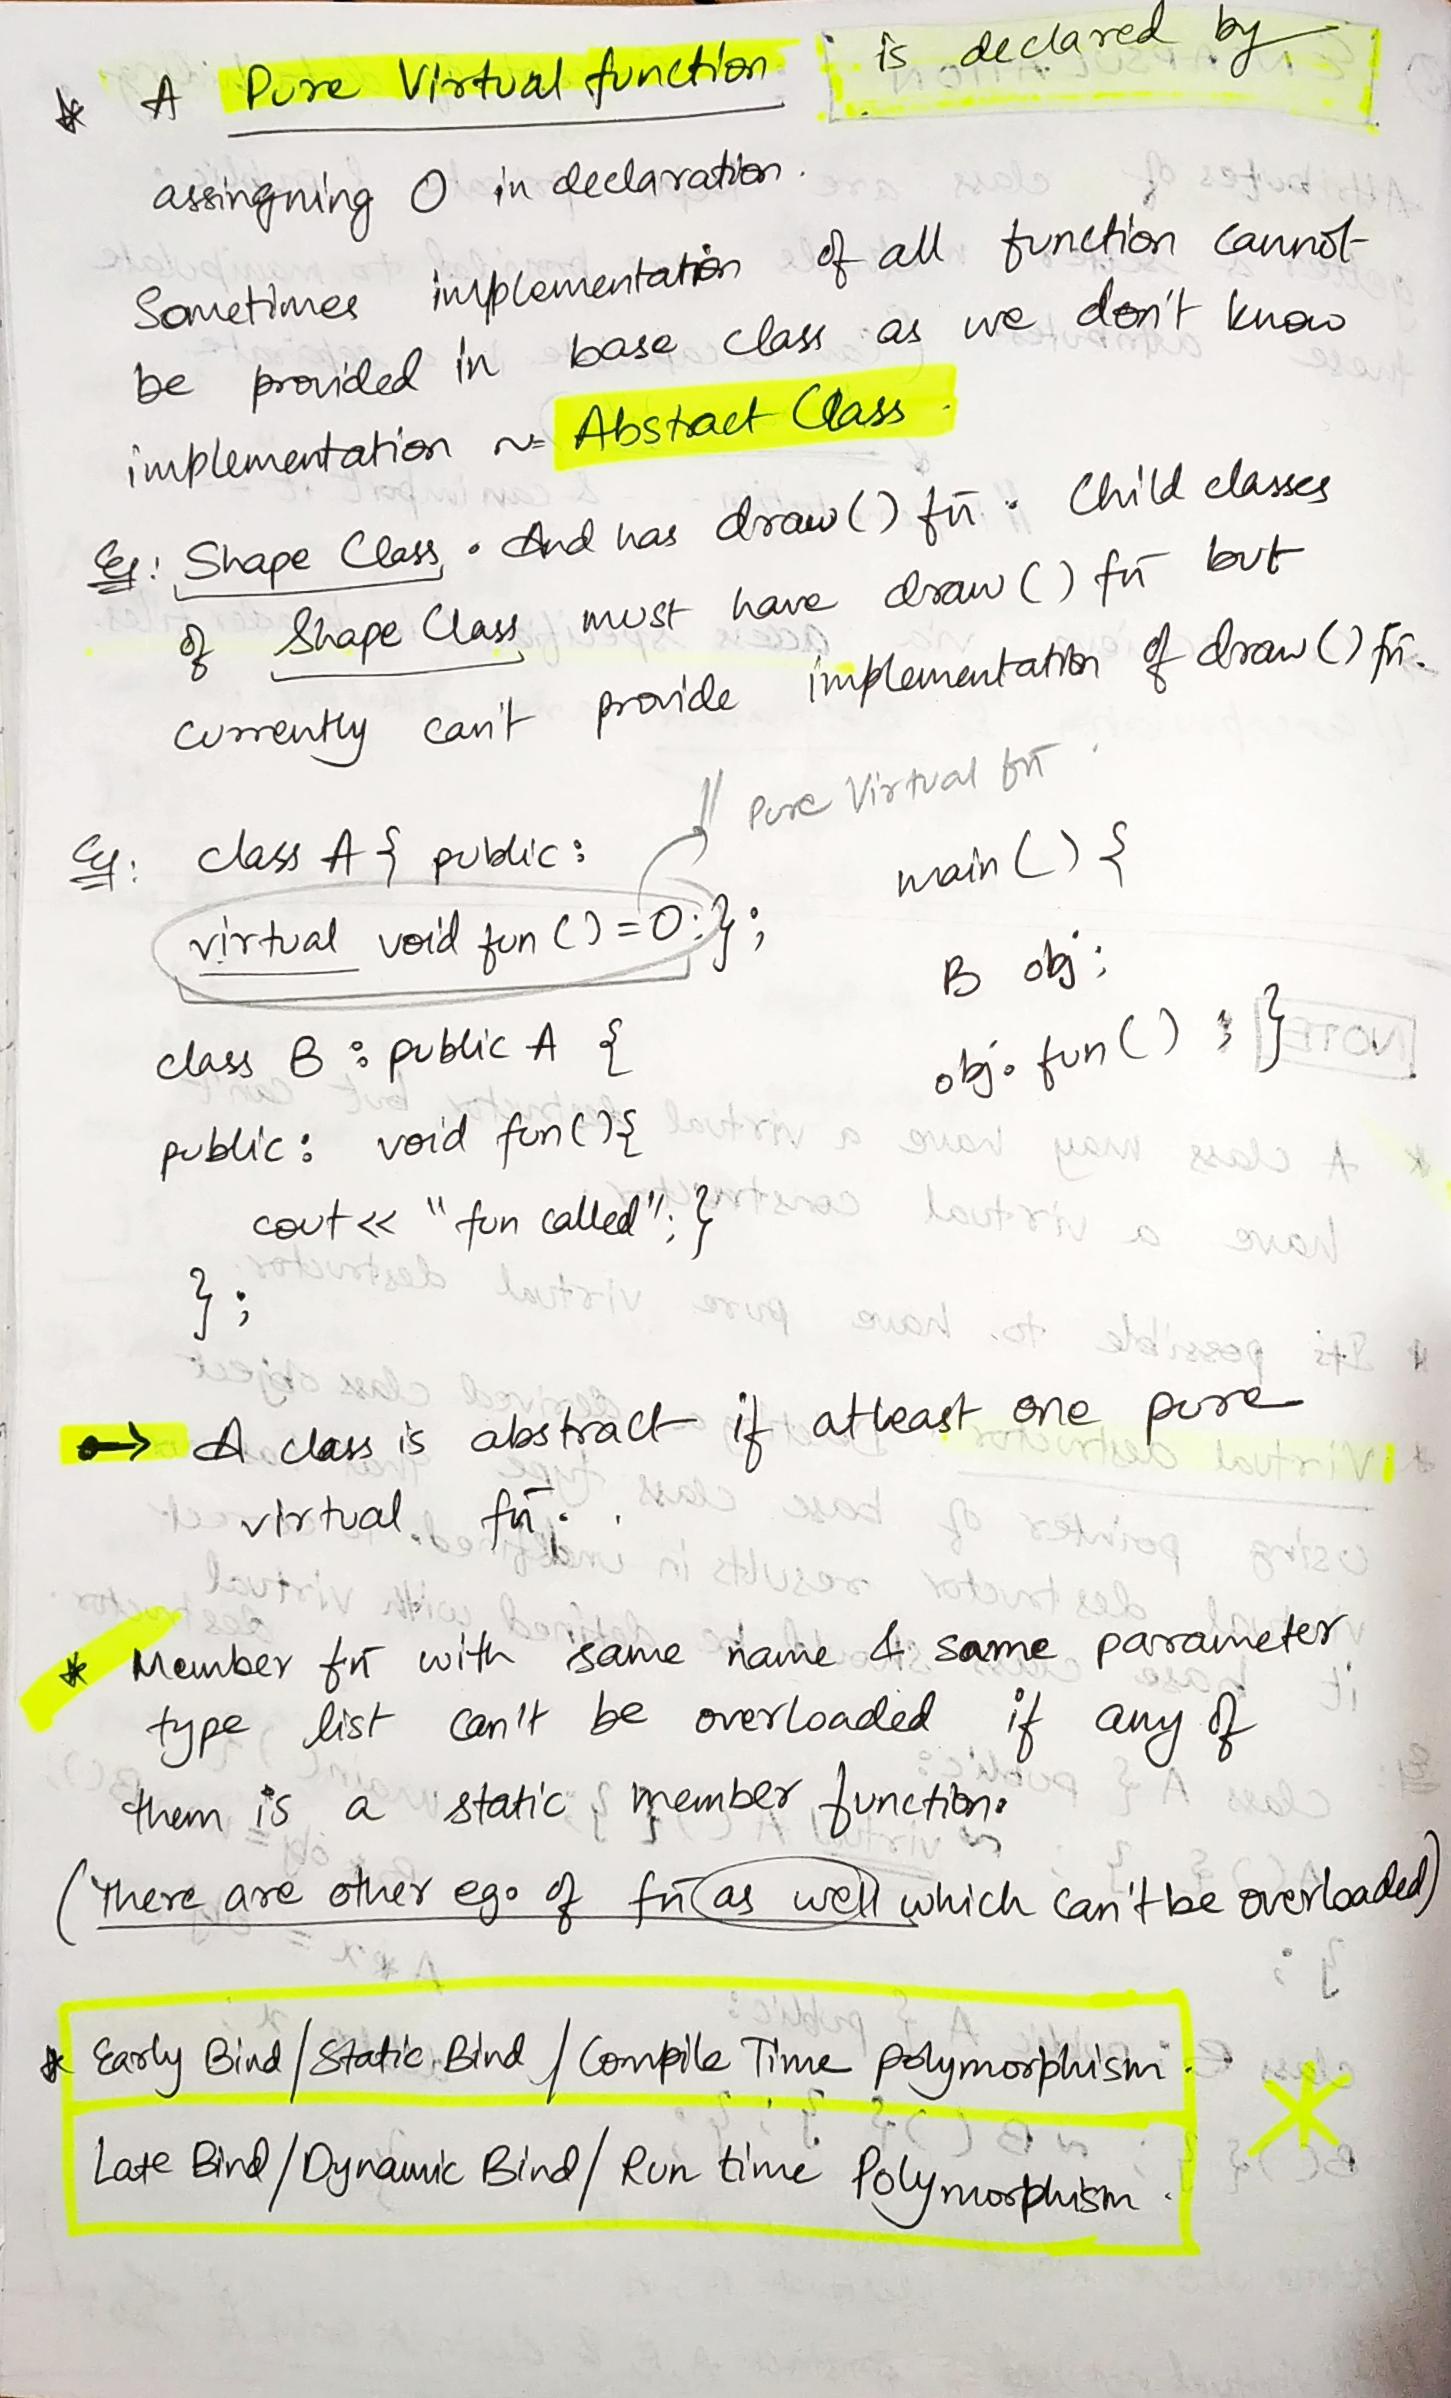 * A Pure Virtual function is declared by
assingning 0 in declaration.
Sometimes implementation of all function cannot
be provided in base class as we don't know
implementation ~= Abstract Class.
Eg: Shape Class. And has draw() fn̄. Child classes
of Shape Class must have draw() fn̄ but
currently can't provide implementation of draw() fn̄.
// Pure Virtual fn̄.
Eg: class A { public:
virtual void fun() = 0; };
class B : public A {
public: void fun(){
cout << "fun called"; }
};
main() {
B obj;
obj. fun() ; }
→ A class is abstract if atleast one pure
virtual fn̄.
* Member fn̄ with same name & same parameter
type list can't be overloaded if any of
them is a static member function.
(There are other ego of fn̄ as well which can't be overloaded)
* Early Bind / Static Bind / Compile Time polymorphism.
Late Bind / Dynamic Bind / Run time Polymorphism.